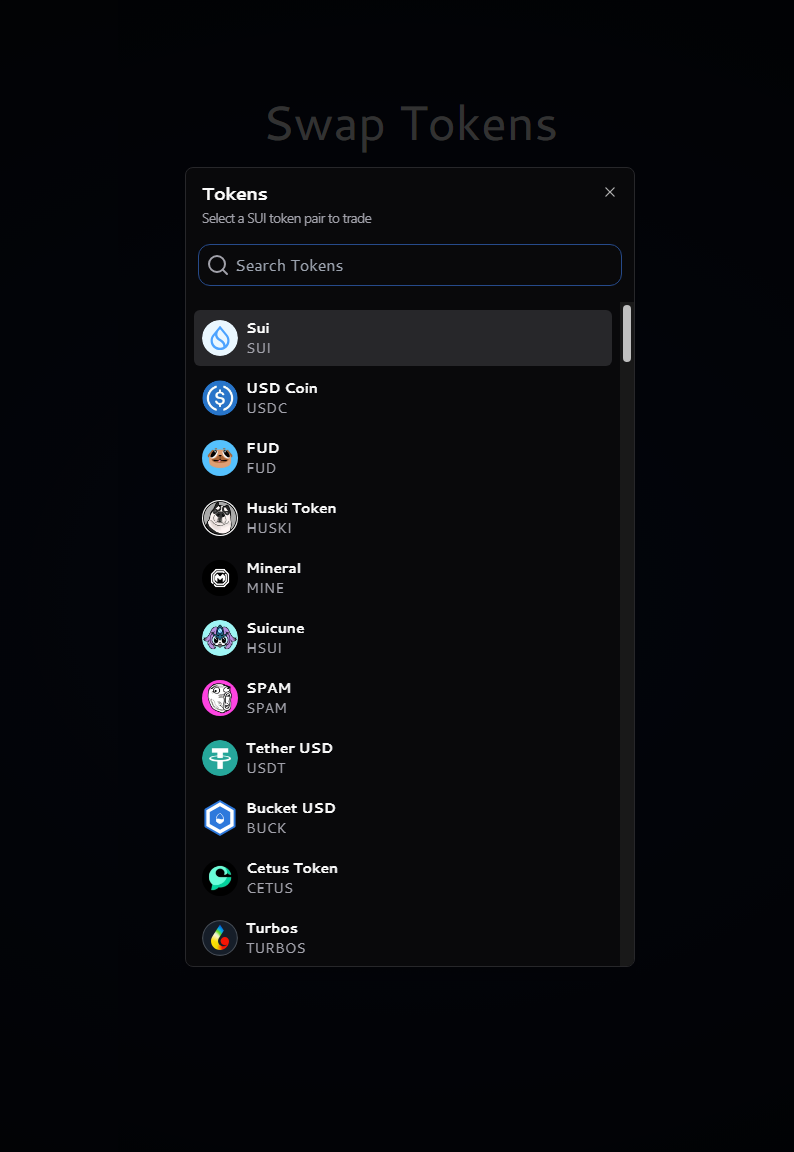 Swap Tokens
Tokens
Select a SUI token pair to trade
Search Tokens
Sui
SUI
USD Coin
USDC
FUD
FUD
Huski Token
HUSKI
Mineral
MINE
Suicune
HSUI
SPAM
SPAM
Tether USD
USDT
Bucket USD
BUCK
Cetus Token
CETUS
Turbos
TURBOS